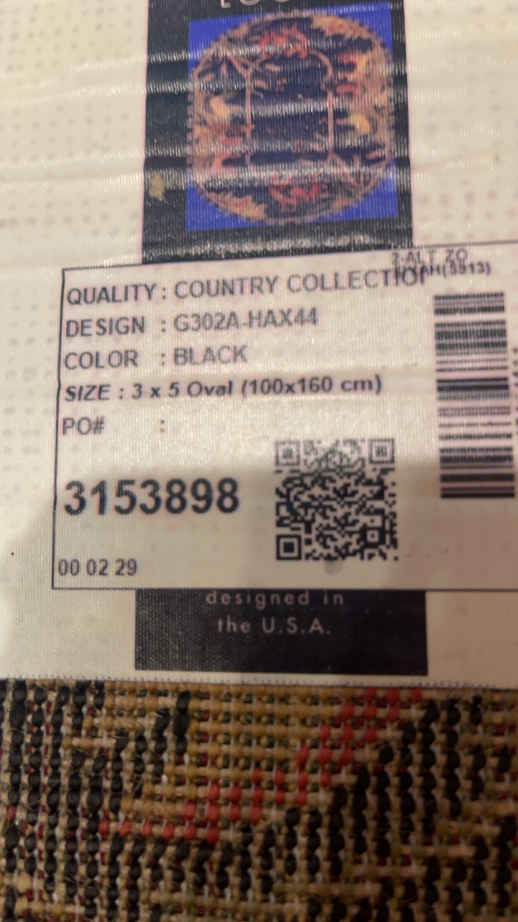 QUALITY : COUNTRY COLLECTION
DESIGN : G302A-HAX44
COLOR : BLACK
SIZE : 3 x 5 Oval (100x160 cm)
PO# :
3153898
00 02 29
designed in
the U.S.A.